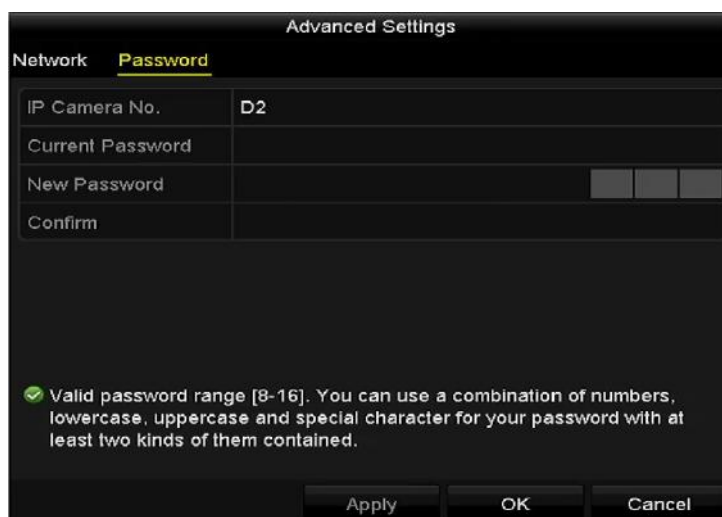 Advanced Settings
Network Password
IP Camera No. D2
Current Password
New Password
Confirm
Valid password range [8-16]. You can use a combination of numbers,
lowercase, uppercase and special character for your password with at
least two kinds of them contained.
Apply OK Cancel